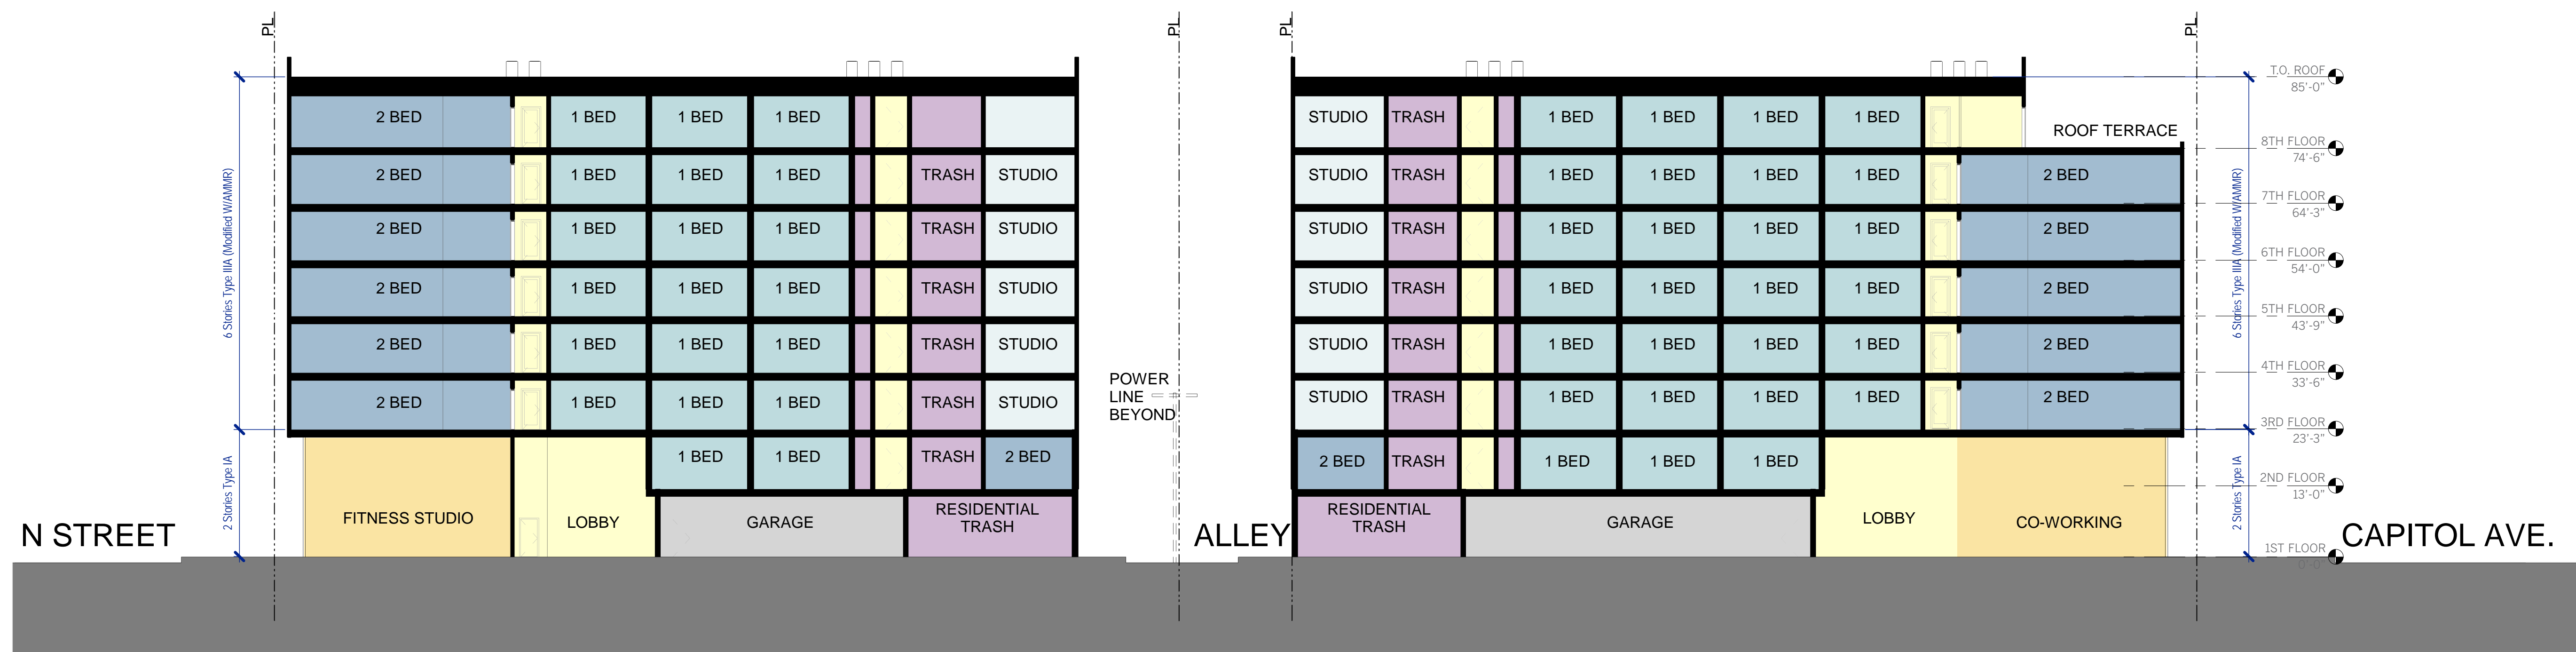 PL PL PL PL
T.O. ROOF
85'-0"
2 BED 1 BED 1 BED 1 BED STUDIO TRASH 1 BED 1 BED 1 BED 1 BED ROOF TERRACE
8TH FLOOR
74'-6"
2 BED 1 BED 1 BED 1 BED TRASH STUDIO STUDIO TRASH 1 BED 1 BED 1 BED 1 BED 2 BED
7TH FLOOR
64'-3"
2 BED 1 BED 1 BED 1 BED TRASH STUDIO STUDIO TRASH 1 BED 1 BED 1 BED 1 BED 2 BED
6TH FLOOR
54'-0"
2 BED 1 BED 1 BED 1 BED TRASH STUDIO STUDIO TRASH 1 BED 1 BED 1 BED 1 BED 2 BED
5TH FLOOR
43'-9"
2 BED 1 BED 1 BED 1 BED TRASH STUDIO STUDIO TRASH 1 BED 1 BED 1 BED 1 BED 2 BED
4TH FLOOR
33'-6"
2 BED 1 BED 1 BED 1 BED TRASH STUDIO STUDIO TRASH 1 BED 1 BED 1 BED 1 BED 2 BED
6 Stories Type IIIA (Modified W/AMMR)
6 Stories Type IIIA (Modified W/AMMR)
POWER
LINE
BEYOND
3RD FLOOR
23'-3"
1 BED 1 BED TRASH 2 BED 2 BED TRASH 1 BED 1 BED 1 BED
2ND FLOOR
13'-0"
2 Stories Type IA
2 Stories Type IA
FITNESS STUDIO LOBBY GARAGE RESIDENTIAL
TRASH
RESIDENTIAL
TRASH
GARAGE LOBBY CO-WORKING
N STREET ALLEY CAPITOL AVE.
1ST FLOOR
0'-0"